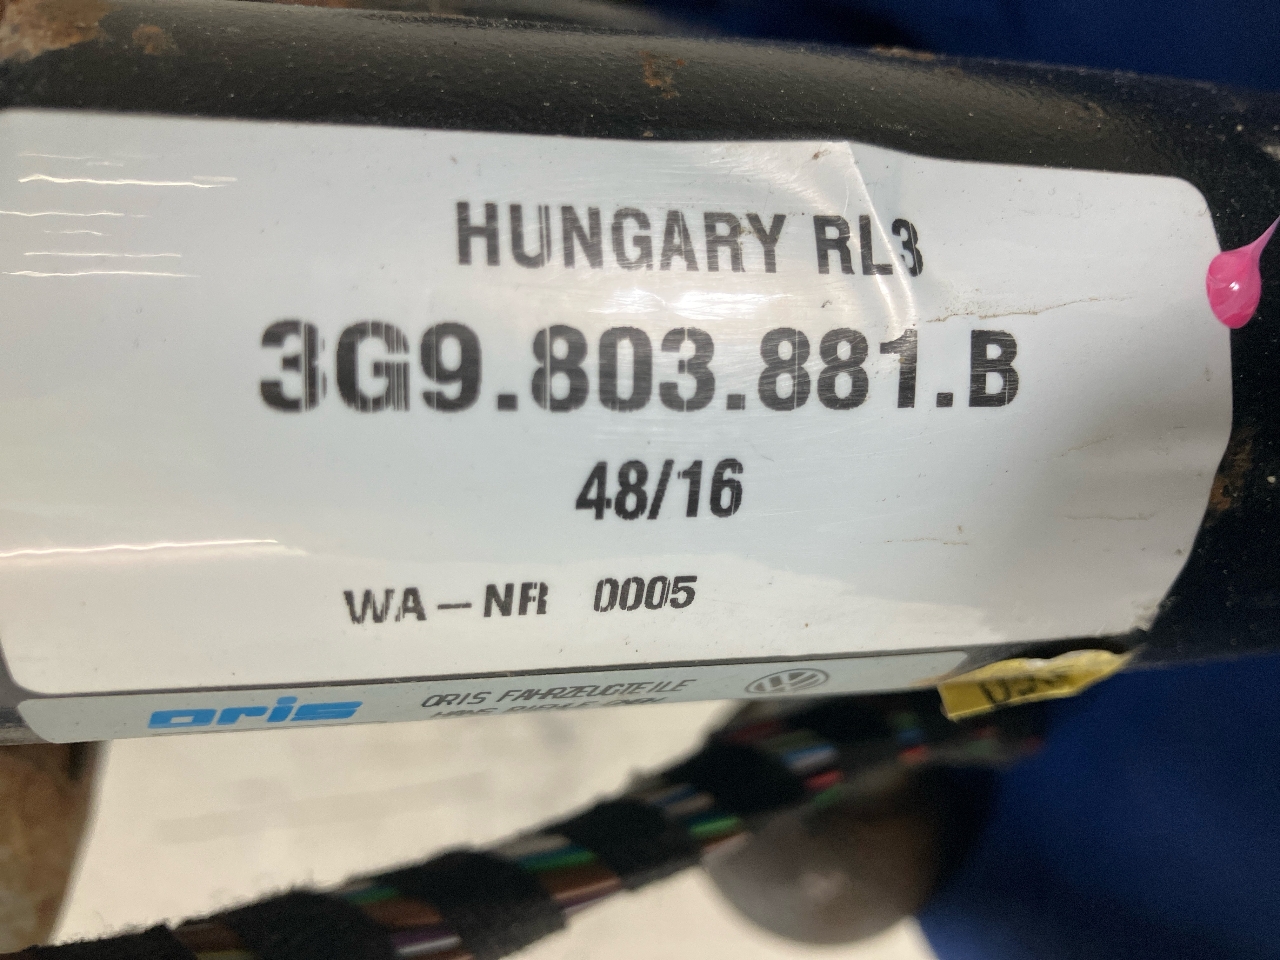 HUNGARY RL3
3G9.803.881.B
48/16
WA-NR 0005
oris ORIS FAHRZEUGTEILE